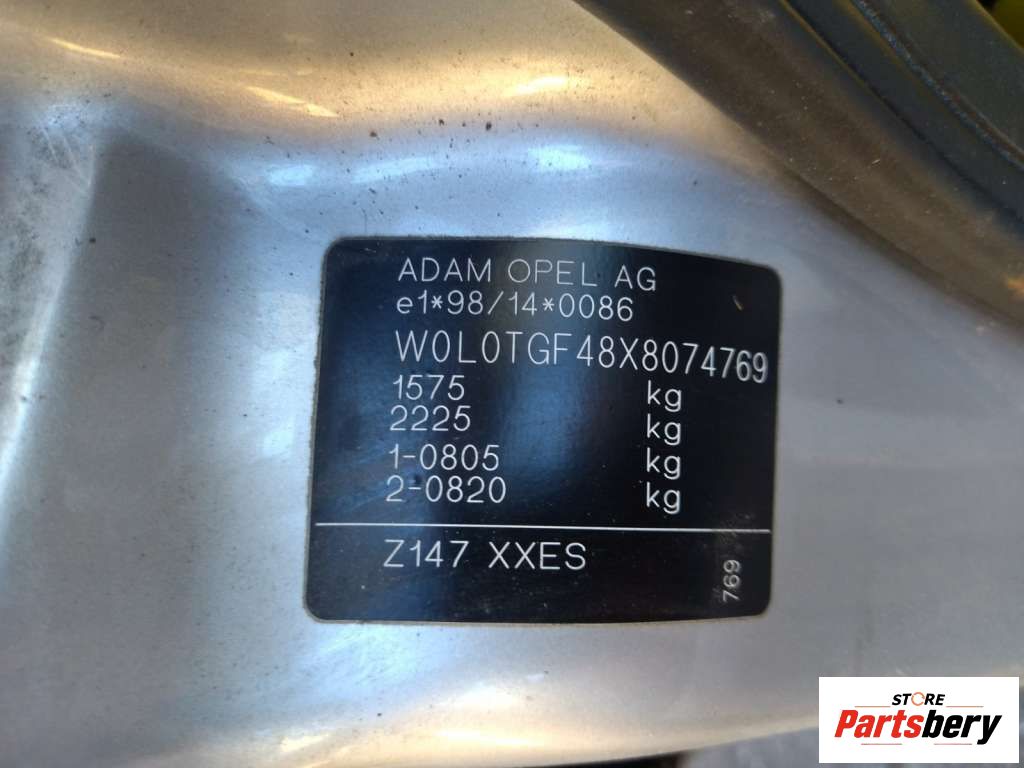 ADAM OPEL AG
e1*98/14*0086
W0L0TGF48X8074769
1575 kg
2225 kg
1-0805 kg
2-0820 kg
Z147 XXES
769
STORE
Partsbery